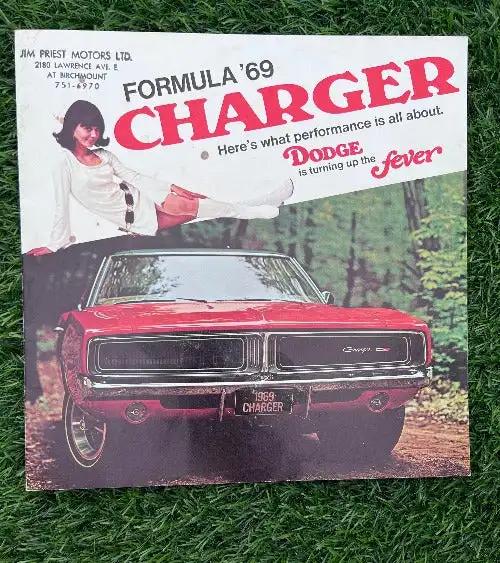 JIM PRIEST MOTORS LTD.
2180 LAWRENCE AVE. E.
AT BIRCHMOUNT
751-6970
FORMULA '69
CHARGER
Here's what performance is all about.
DODGE
is turning up the fever
Charger
1969
CHARGER